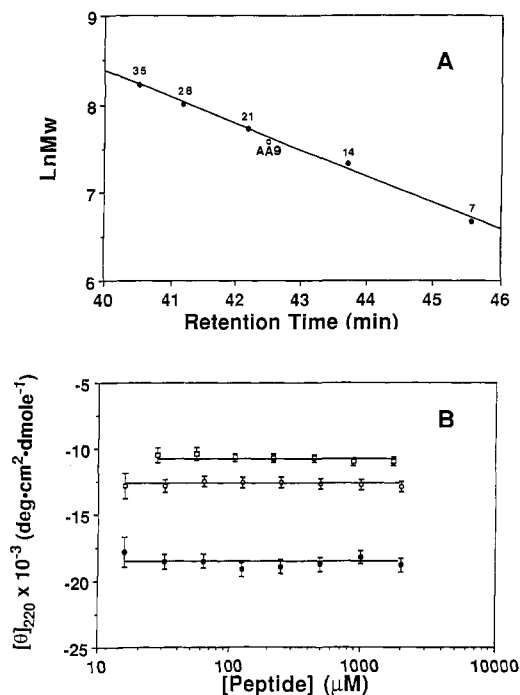 9
A
35
28
8
21
LnMw
AA9
14
7
7
6
40 41 42 43 44 45 46
Retention Time (min)
-5
B
-10
-15
-20
-25
[θ]220 x 10-3 (deg•cm2•dmole-1)
10 100 1000 10000
[Peptide] (μM)